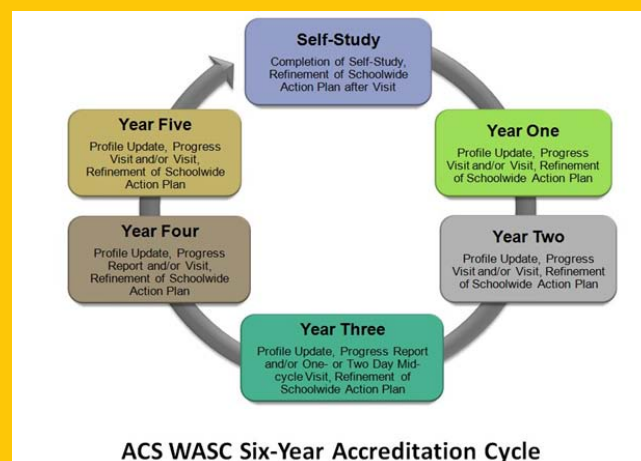 Self-Study
Completion of Self-Study,
Refinement of Schoolwide
Action Plan after Visit
Year One
Profile Update, Progress
Visit and/or Visit, Refinement
of Schoolwide Action Plan
Year Two
Profile Update, Progress
Visit and/or Visit, Refinement
of Schoolwide Action Plan
Year Three
Profile Update, Progress Report
and/or One- or Two Day Mid-
cycle Visit, Refinement of
Schoolwide Action Plan
Year Four
Profile Update, Progress
Report and/or Visit,
Refinement of Schoolwide
Action Plan
Year Five
Profile Update, Progress
Visit and/or Visit,
Refinement of Schoolwide
Action Plan
ACS WASC Six-Year Accreditation Cycle